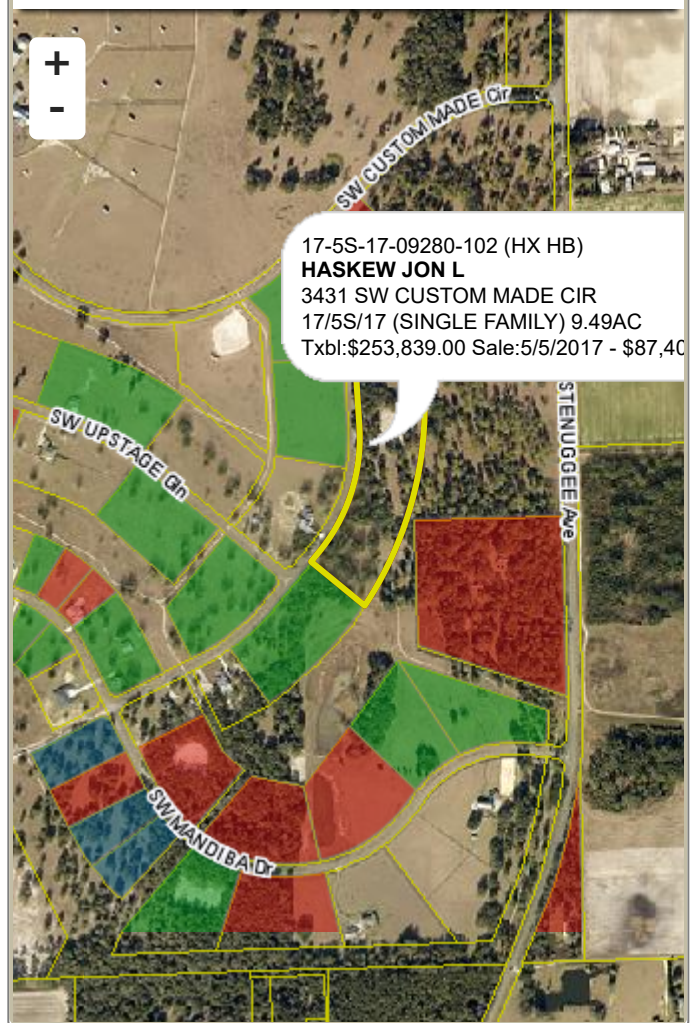 +
-
SW CUSTOM MADE Cir
17-5S-17-09280-102 (HX HB)
HASKEW JON L
3431 SW CUSTOM MADE CIR
17/5S/17 (SINGLE FAMILY) 9.49AC
Txbl:$253,839.00 Sale:5/5/2017 - $87,40
STENUGGEE Ave
SW UPSTAGE Gln
SW MANDIBA Dr